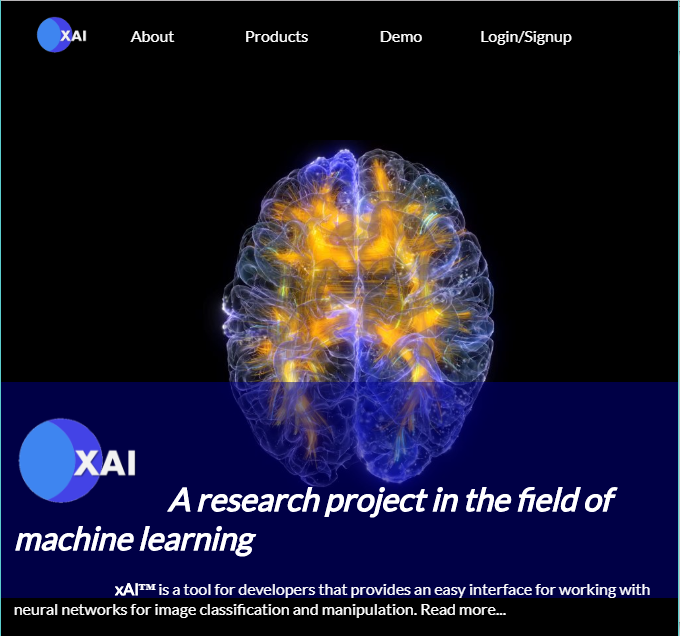 XAI About Products Demo Login/Signup
XAI
A research project in the field of
machine learning
xAI™ is a tool for developers that provides an easy interface for working with
neural networks for image classification and manipulation. Read more...